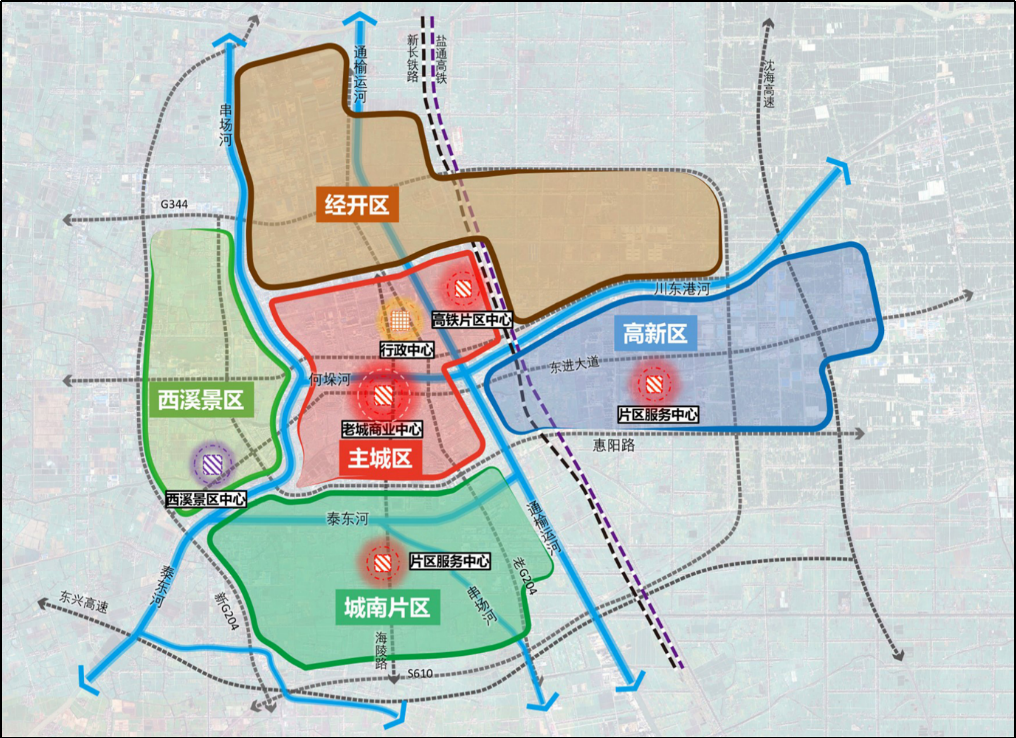 新长铁路
盐通高铁
通榆运河
沈海高速
串场河
经开区
G344
川东港河
高铁片区中心
高新区
行政中心
东进大道
何垛河
西溪景区
片区服务中心
老城商业中心
惠阳路
主城区
西溪景区中心
泰东河
通榆运河
片区服务中心
老G204
泰东河
串场河
东兴高速
新G204
城南片区
海陵路
S610